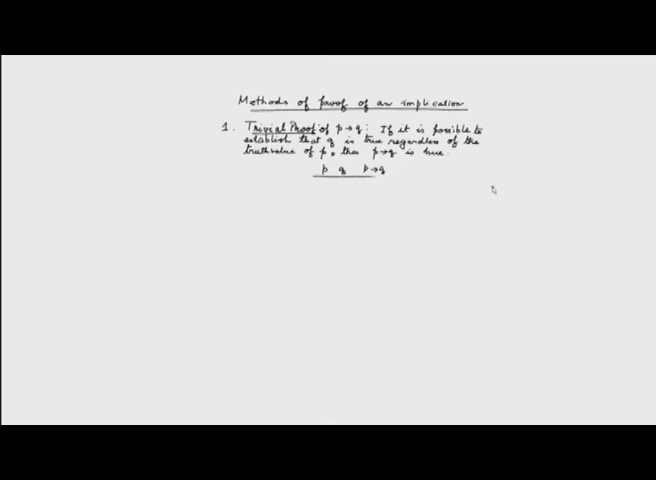 Methods of proof of an implication
1. Trivial Proof of p→q : If it is possible to
establish that q is true regardless of the
truthvalue of p, then p→q is true.
p q p→q